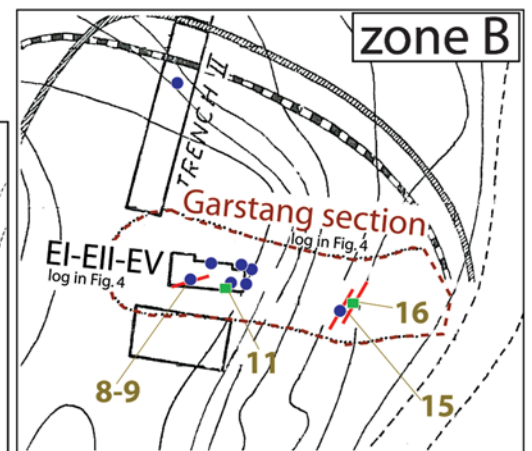 zone B
TRENCH II
Garstang section
log in Fig. 4
EI-EII-EV
log in Fig. 4
16
11
8-9
15